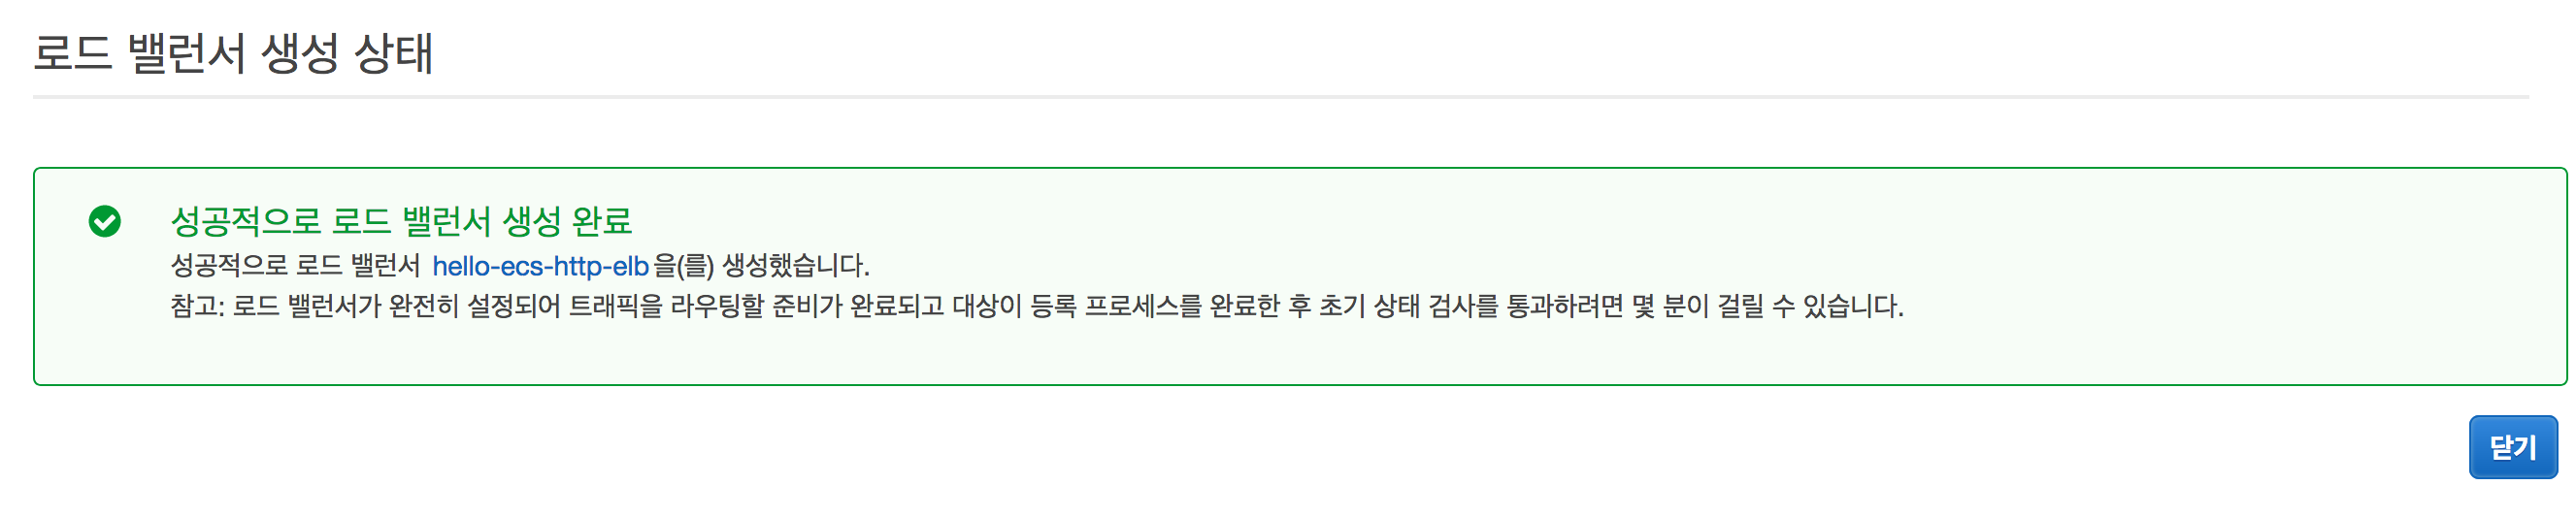 로드 밸런서 생성 상태
성공적으로 로드 밸런서 생성 완료
성공적으로 로드 밸런서 hello-ecs-http-elb을(를) 생성했습니다.
참고: 로드 밸런서가 완전히 설정되어 트래픽을 라우팅할 준비가 완료되고 대상이 등록 프로세스를 완료한 후 초기 상태 검사를 통과하려면 몇 분이 걸릴 수 있습니다.
닫기